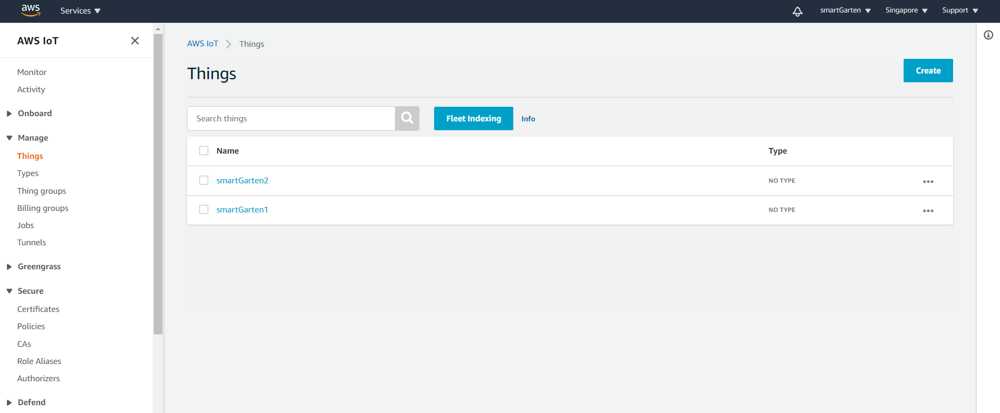 aws Services smartGarten Singapore Support
AWS IoT
Monitor
Activity
Onboard
Manage
Things
Types
Thing groups
Billing groups
Jobs
Tunnels
Greengrass
Secure
Certificates
Policies
CAs
Role Aliases
Authorizers
Defend
AWS IoT Things
Things
Create
Search things Fleet Indexing Info
Name Type
smartGarten2 NO TYPE
smartGarten1 NO TYPE